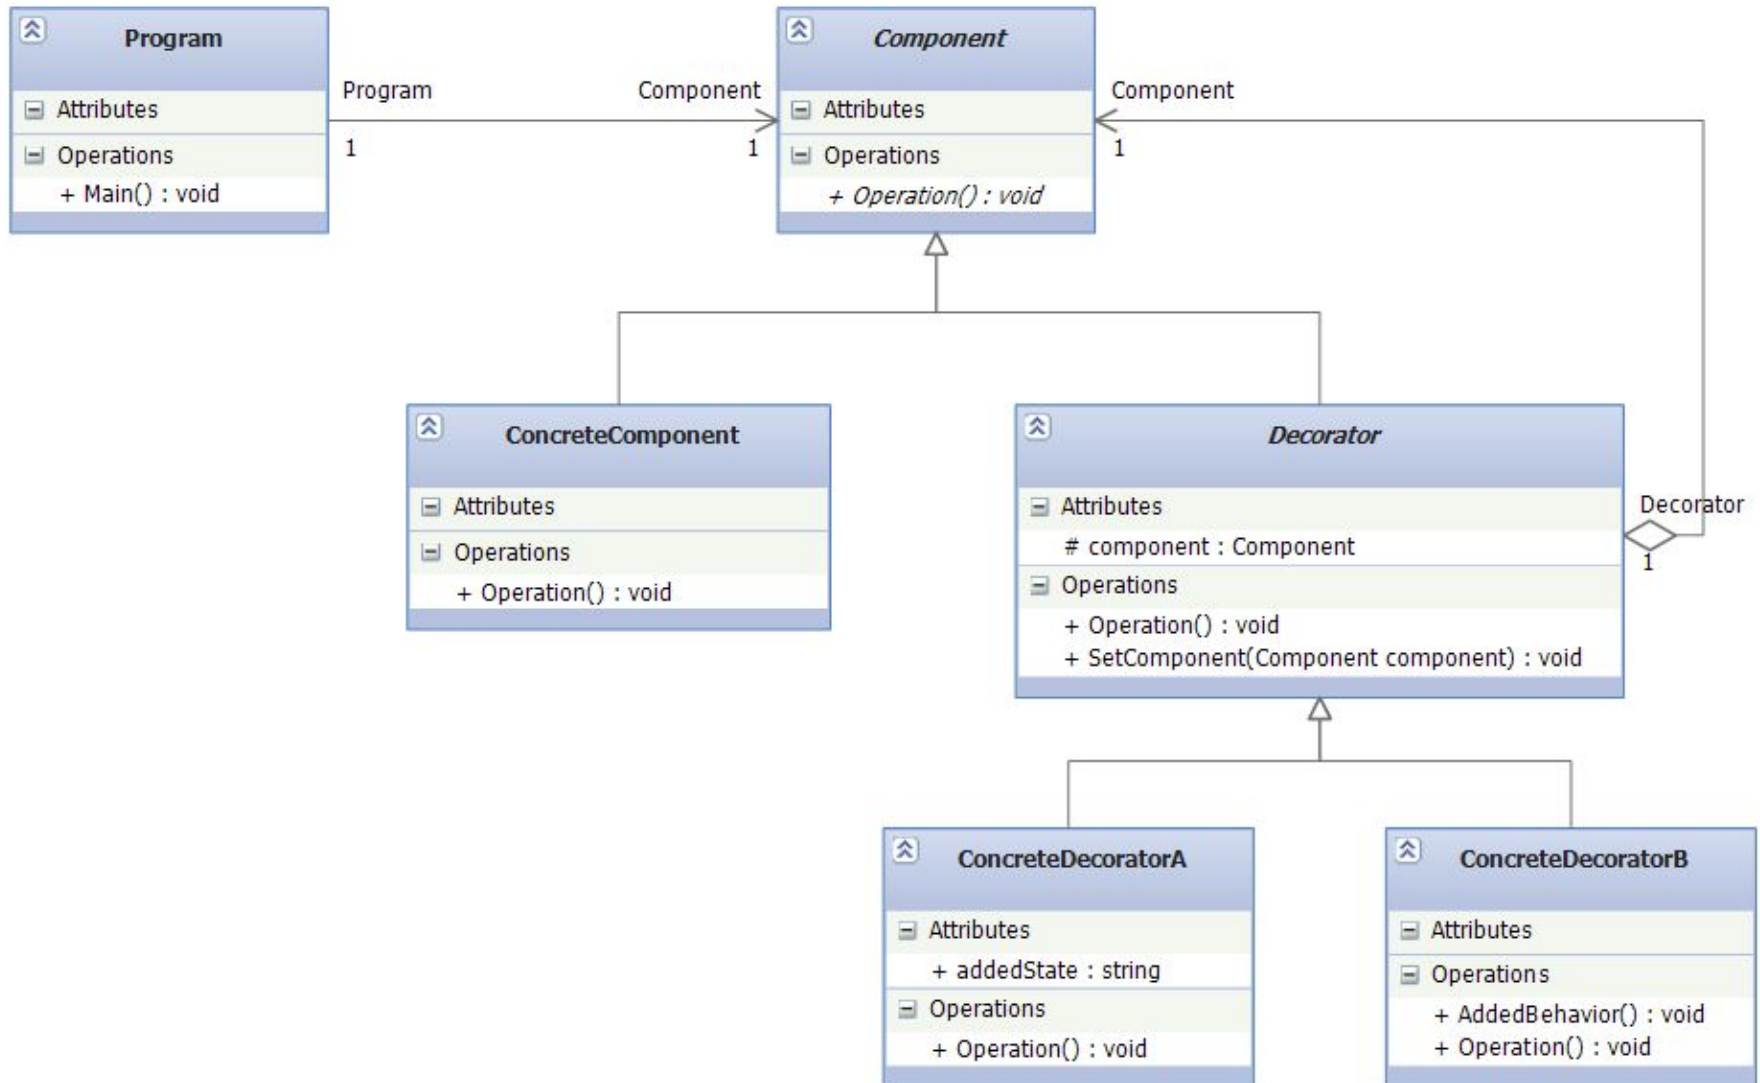 Program
Attributes
Operations
+ Main() : void
Program
1
Component
1
Component
Attributes
Operations
+ Operation() : void
Component
1
ConcreteComponent
Attributes
Operations
+ Operation() : void
Decorator
Attributes
# component : Component
Operations
+ Operation() : void
+ SetComponent(Component component) : void
Decorator
1
ConcreteDecoratorA
Attributes
+ addedState : string
Operations
+ Operation() : void
ConcreteDecoratorB
Attributes
Operations
+ AddedBehavior() : void
+ Operation() : void